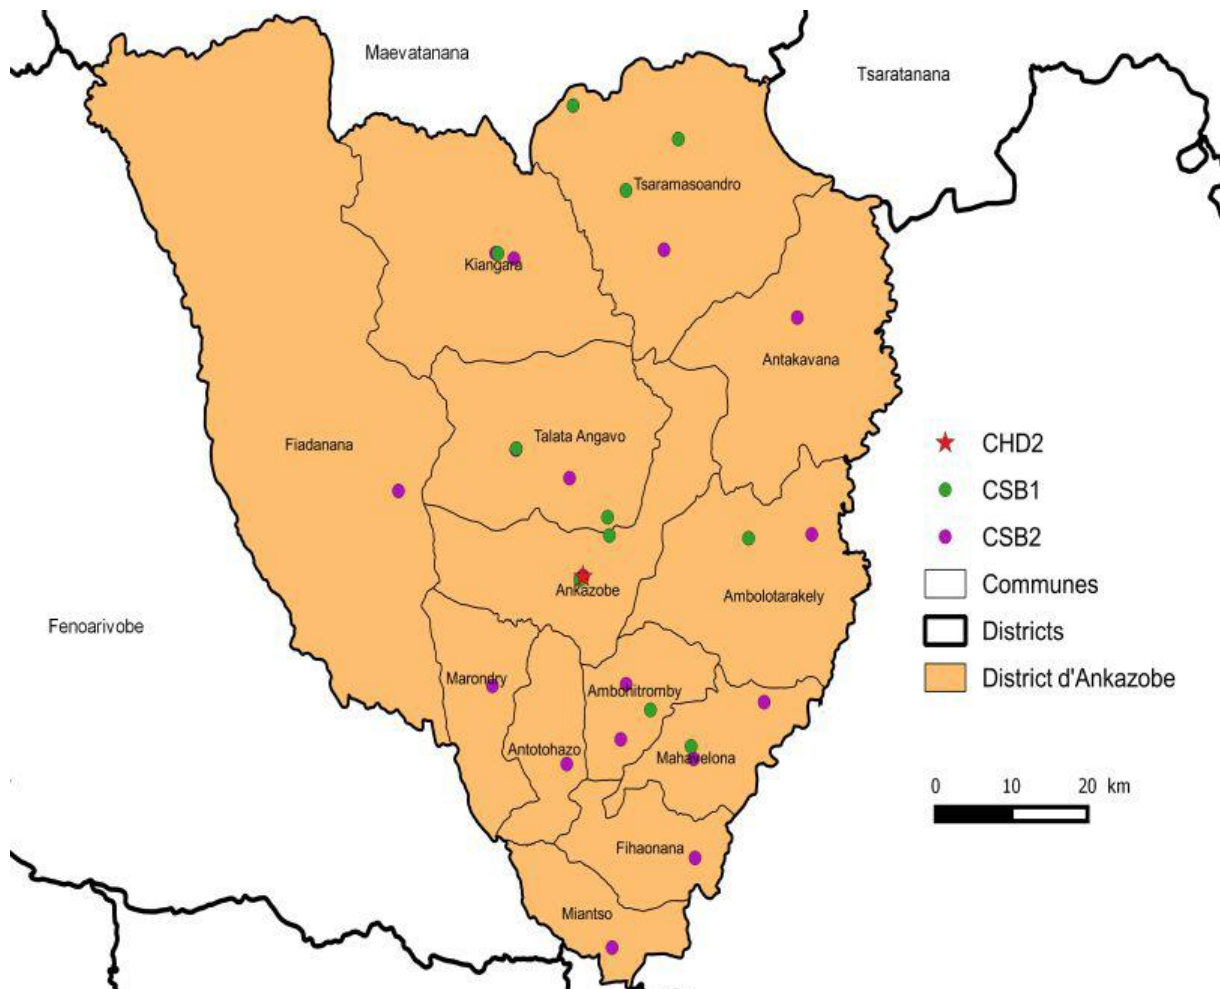 Maevatanana
Tsaratanana
Tsaramasoandro
Kiangara
Antakavana
Talata Angavo
Fiadanana
Ankazobe
Ambolotarakely
Fenoarivobe
Marondry
Ambohitromby
Antotohazo
Mahavelona
Fihaonana
Miantso
CHD2
CSB1
CSB2
Communes
Districts
District d'Ankazobe
0 10 20 km